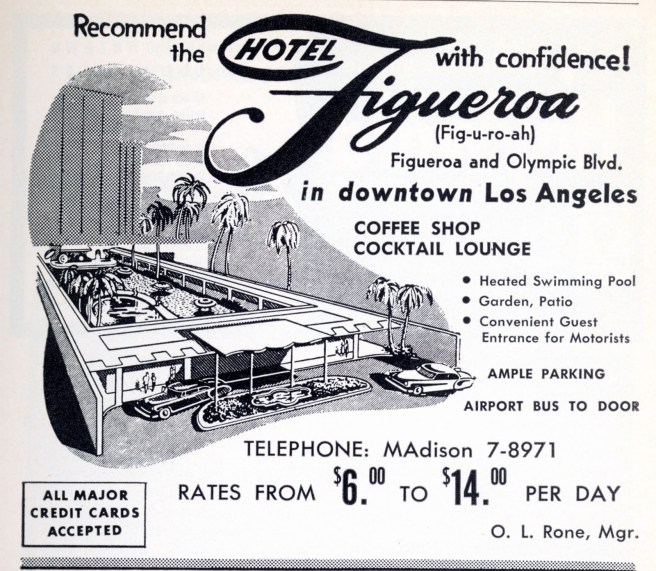 Recommend
the HOTEL with confidence!
Figueroa
(Fig-u-ro-ah)
Figueroa and Olympic Blvd.
in downtown Los Angeles
COFFEE SHOP
COCKTAIL LOUNGE
• Heated Swimming Pool
• Garden, Patio
• Convenient Guest
Entrance for Motorists
AMPLE PARKING
AIRPORT BUS TO DOOR
TELEPHONE: MAdison 7-8971
RATES FROM $6.00 TO $14.00 PER DAY
ALL MAJOR
CREDIT CARDS
ACCEPTED
O. L. Rone, Mgr.